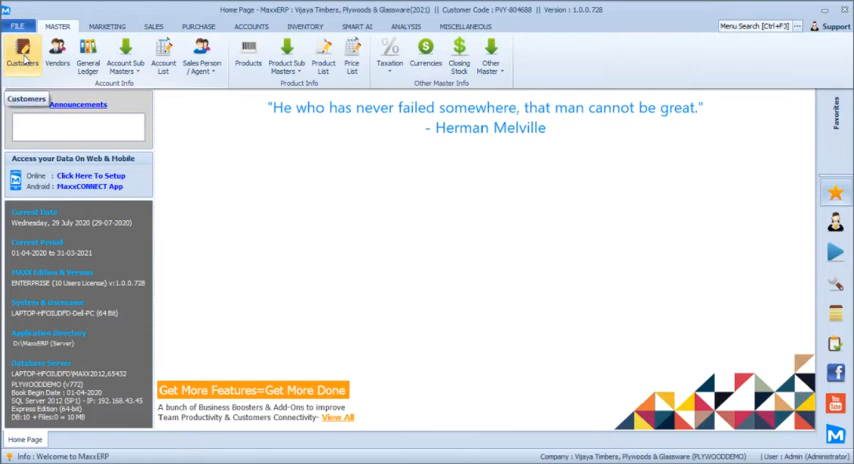 Home Page - MaxxERP : Vijaya Timbers, Plywoods & Glassware(2021) || Customer Code : PVY-804688 || Version : 1.0.0.728
FILE MASTER MARKETING SALES PURCHASE ACCOUNTS INVENTORY SMART AI ANALYSIS MISCELLANEOUS Menu Search [Ctrl+F3] Support
Customers Vendors General Ledger Account Sub Masters Account List Sales Person / Agent Products Product Sub Masters Product List Price List Taxation Currencies Closing Stock Other Master
Account Info Product Info Other Master Info
Customers
Announcements
"He who has never failed somewhere, that man cannot be great."
- Herman Melville
Favorites
Access your Data On Web & Mobile
Online : Click Here To Setup
Android : MaxxCONNECT App
Current Date
Wednesday, 29 July 2020 (29-07-2020)
Current Period
01-04-2020 to 31-03-2021
MAXX Edition & Version
ENTERPRISE (10 Users License) v:1.0.0.728
System & Username
LAPTOP-HFOIUDFD-Dell-PC (64 Bit)
Application Directory
D:\MaxxERP (Server)
Database Server
LAPTOP-HFOIUDFD\MAXX2012,65432
PLYWOODDEMO (v772)
Book Begin Date : 01-04-2020
SQL Server 2012 (SP1) - IP: 192.168.43.45
Express Edition (64-bit)
DB:10 + Files:0 = 10 MB
Get More Features=Get More Done
A bunch of Business Boosters & Add-Ons to improve
Team Productivity & Customers Connectivity- View All
Home Page
Info : Welcome to MaxxERP
Company : Vijaya Timbers, Plywoods & Glassware (PLYWOODDEMO)
User : Admin (Administrator)